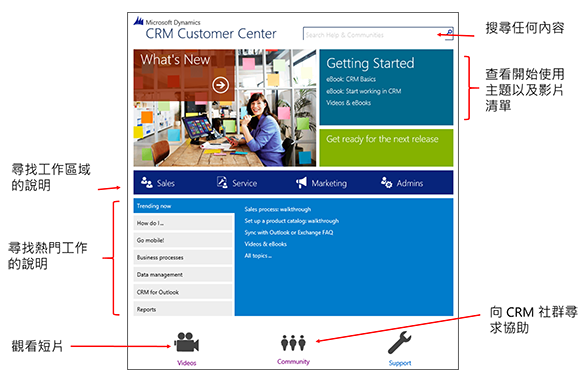 Microsoft Dynamics
CRM Customer Center
Search Help & Communities
搜尋任何內容
What's New
Getting Started
eBook: CRM Basics
eBook: Start working in CRM
Videos & eBooks
查看開始使用
主題以及影片
清單
Get ready for the next release
尋找工作區域
的說明
Sales
Service
Marketing
Admins
尋找熱門工作
的說明
Trending now
How do I...
Go mobile!
Business processes
Data management
CRM for Outlook
Reports
Sales process: walkthrough
Set up a product catalog: walkthrough
Sync with Outlook or Exchange FAQ
Videos & eBooks
All topics...
向 CRM 社群尋
求協助
觀看短片
Videos
Community
Support